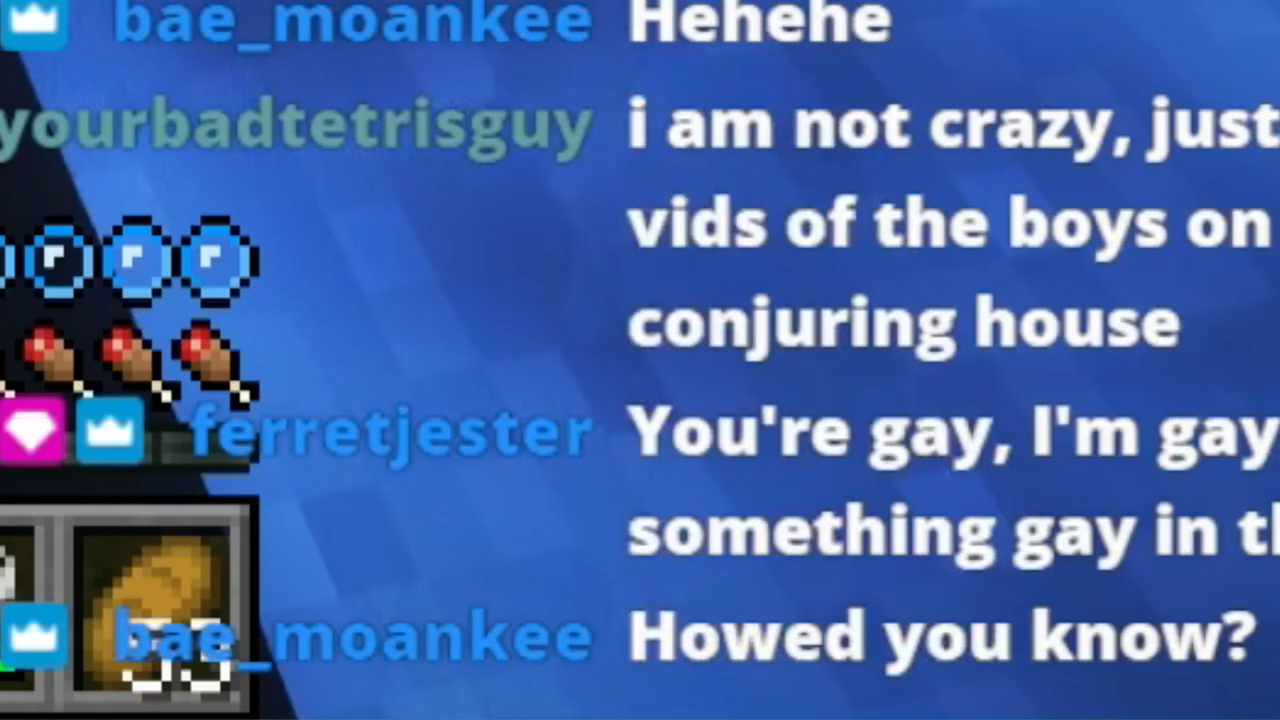 bae_moankee Hehehe
yourbadtetrisguy i am not crazy, just
vids of the boys on
conjuring house
ferretjester You're gay, I'm gay
something gay in
bae_moankee Howed you know?